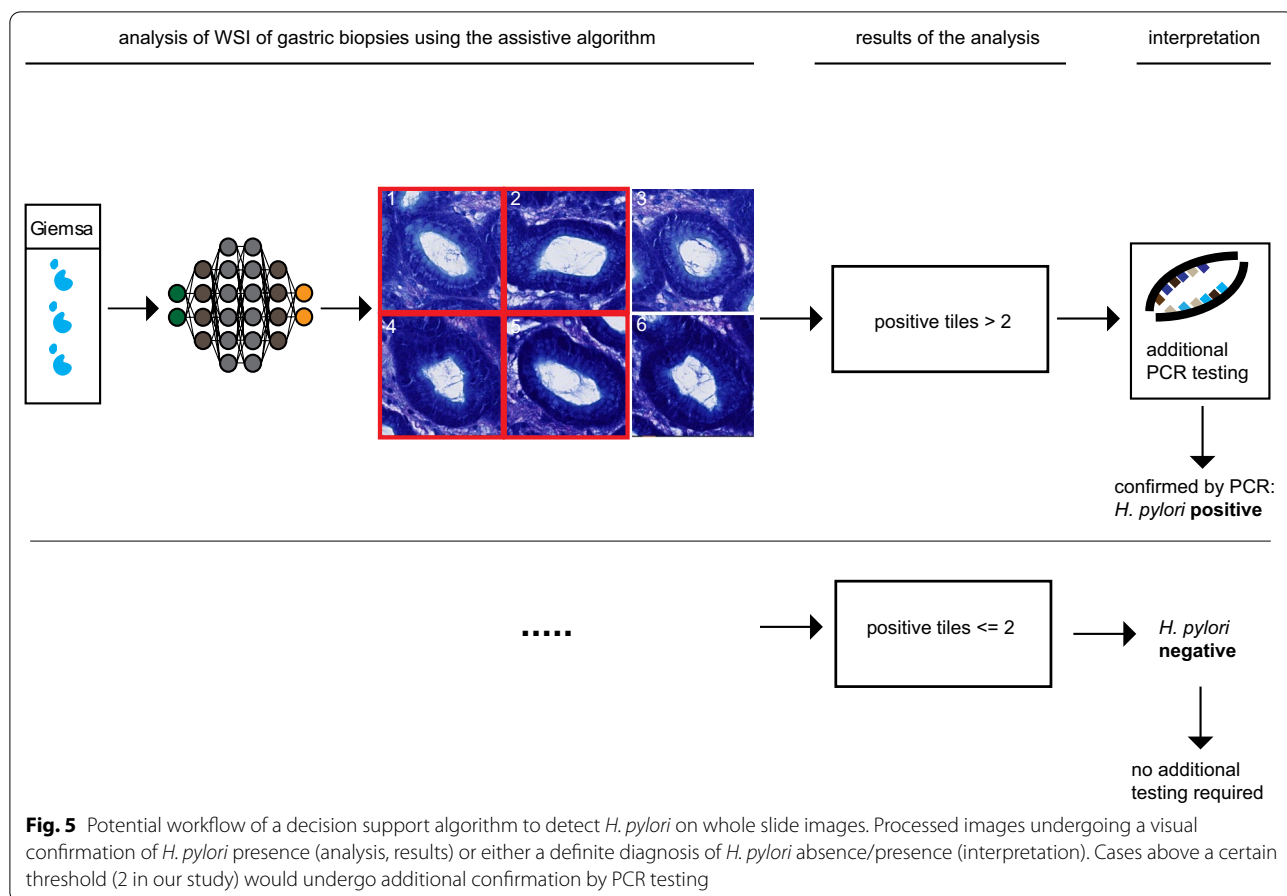 analysis of WSI of gastric biopsies using the assistive algorithm
results of the analysis
interpretation
Giemsa
1
2
3
4
5
6
positive tiles > 2
additional
PCR testing
confirmed by PCR:
H. pylori positive
.....
positive tiles <= 2
H. pylori
negative
no additional
testing required
Fig. 5 Potential workflow of a decision support algorithm to detect H. pylori on whole slide images. Processed images undergoing a visual
confirmation of H. pylori presence (analysis, results) or either a definite diagnosis of H. pylori absence/presence (interpretation). Cases above a certain
threshold (2 in our study) would undergo additional confirmation by PCR testing